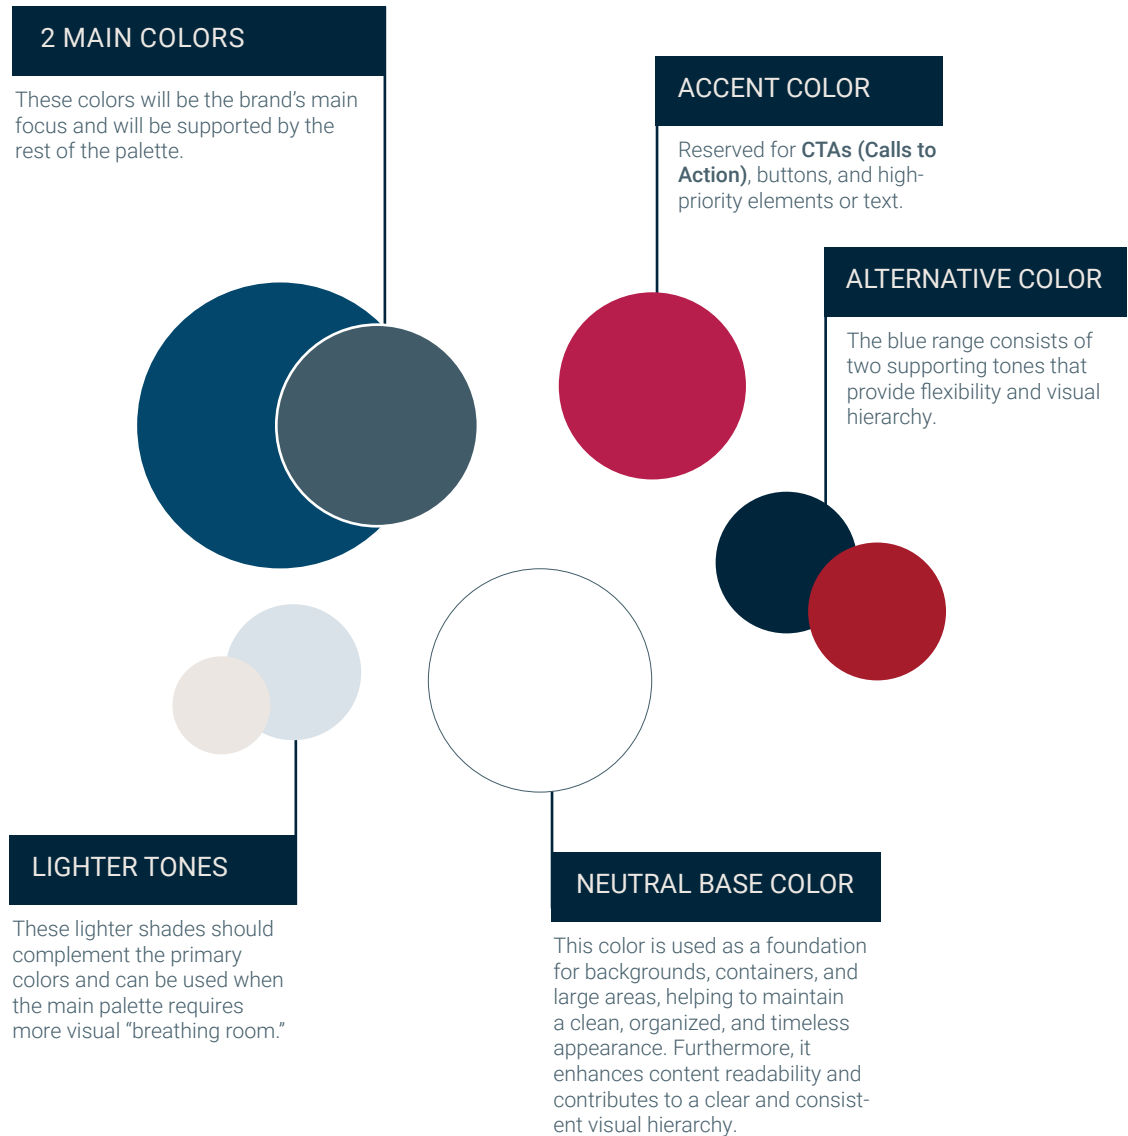 2 MAIN COLORS
These colors will be the brand’s main
focus and will be supported by the
rest of the palette.
ACCENT COLOR
Reserved for CTAs (Calls to
Action), buttons, and high-
priority elements or text.
ALTERNATIVE COLOR
The blue range consists of
two supporting tones that
provide flexibility and visual
hierarchy.
LIGHTER TONES
These lighter shades should
complement the primary
colors and can be used when
the main palette requires
more visual “breathing room.”
NEUTRAL BASE COLOR
This color is used as a foundation
for backgrounds, containers, and
large areas, helping to maintain
a clean, organized, and timeless
appearance. Furthermore, it
enhances content readability and
contributes to a clear and consist-
ent visual hierarchy.